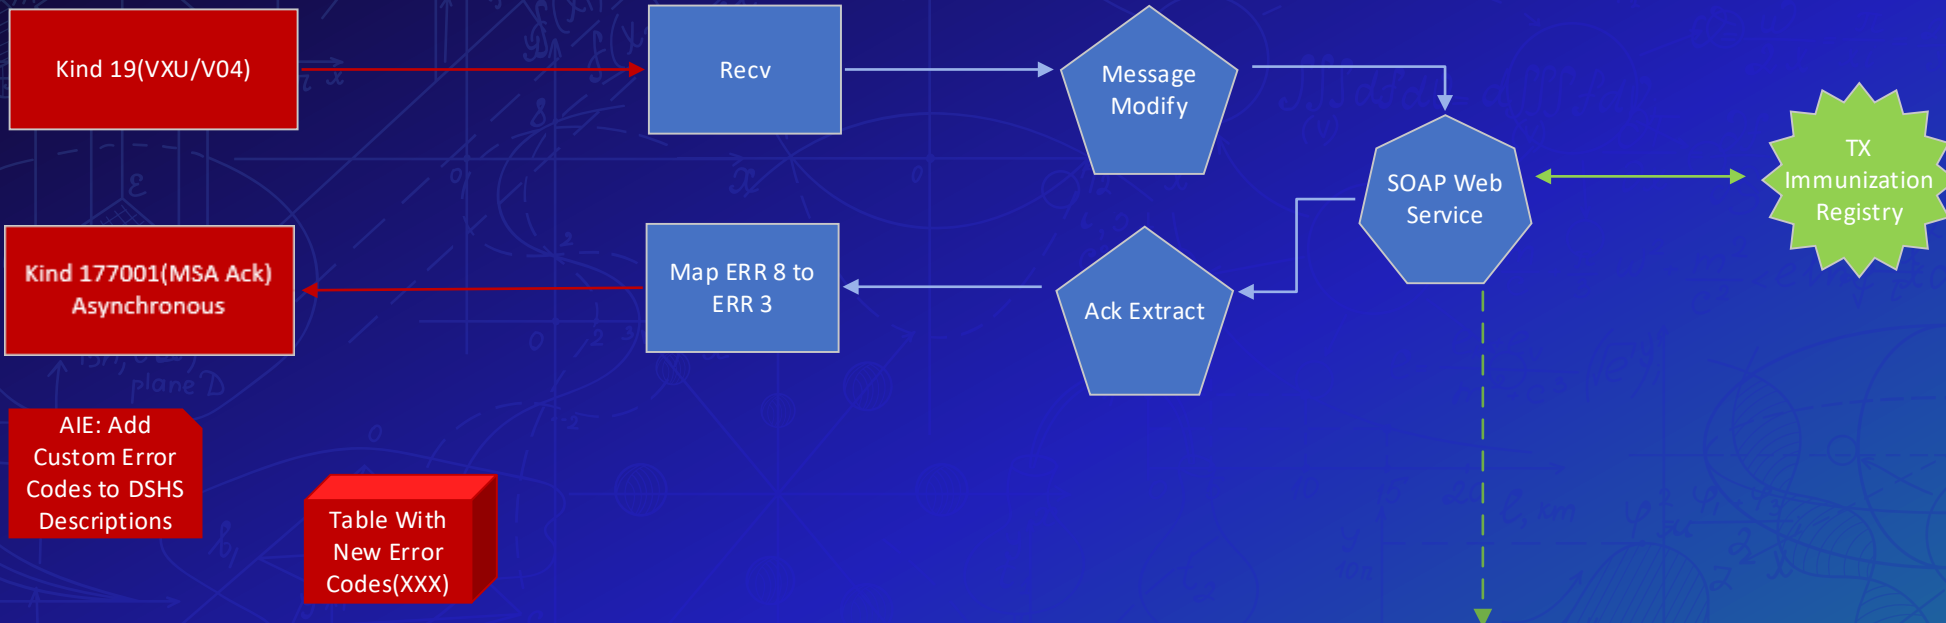 Kind 19(VXU/V04)
Recv
Message
Modify
SOAP Web
Service
TX
Immunization
Registry
Kind 177001(MSA Ack)
Asynchronous
Map ERR 8 to
ERR 3
Ack Extract
AIE: Add
Custom Error
Codes to DSHS
Descriptions
Table With
New Error
Codes(XXX)
plane D